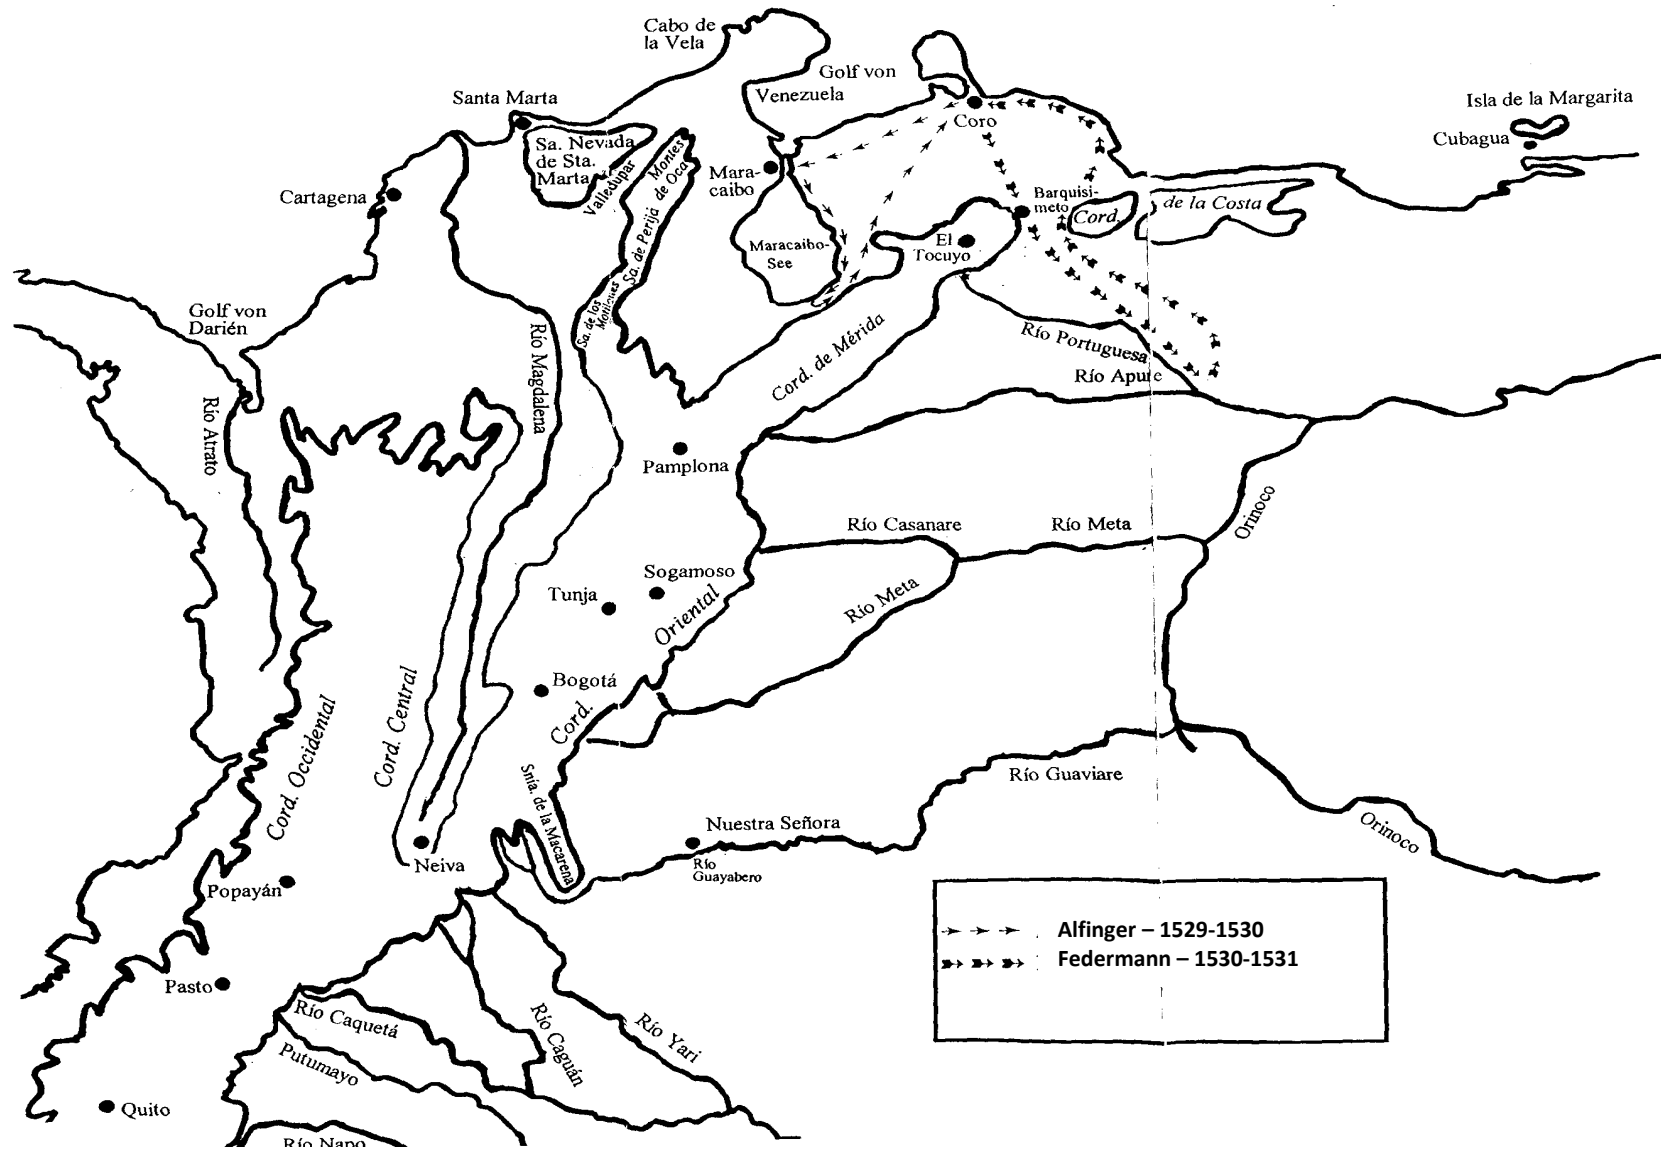 Cabo de
la Vela
Golf von
Venezuela
Santa Marta
Coro
Isla de la Margarita
Cubagua
Sa. Nevada
de Sta.
Marta
Valledupar
Montes
de Oca
Sa. de Perijá
Sa. de los
Motilones
Mara-
caibo
Cartagena
Barquisi-
meto
Cord.
de la Costa
El
Tocuyo
Maracaibo-
See
Golf von
Darién
Río Magdalena
Río Portuguesa
Río Apure
Cord. de Mérida
Río Atrato
Pamplona
Río Casanare
Río Meta
Orinoco
Sogamoso
Tunja
Río Meta
Oriental
Cord.
Bogotá
Cord. Central
Cord. Occidental
Snía. de la Macarena
Río Guaviare
Orinoco
Nuestra Señora
Río
Guayabero
Neiva
Popayán
Pasto
Alfinger – 1529-1530
Federmann – 1530-1531
Río Caquetá
Río Caguán
Río Yari
Putumayo
Quito
Río Napo